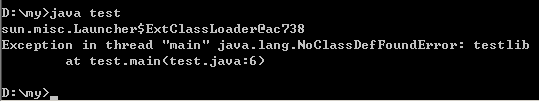 D:\my>java test
sun.misc.Launcher$ExtClassLoader@ac738
Exception in thread "main" java.lang.NoClassDefFoundError: testlib
        at test.main(test.java:6)
D:\my>_